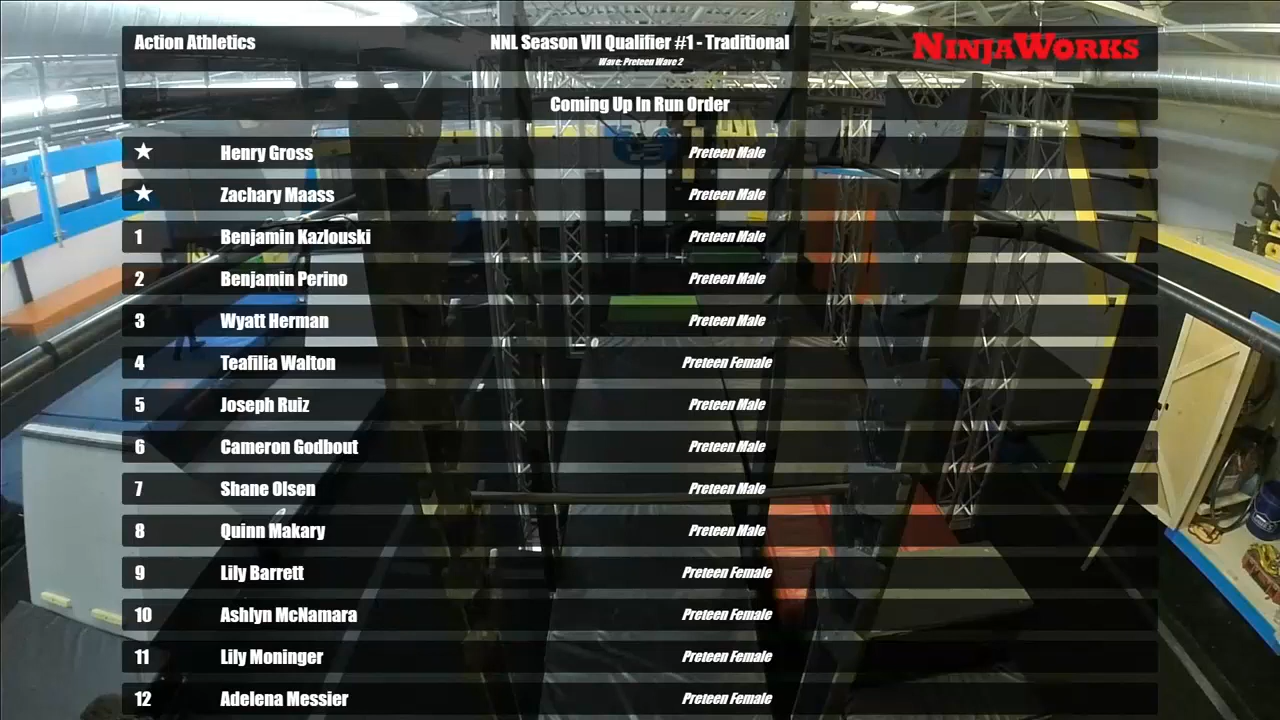 Action Athletics
NNL Season VII Qualifier #1 - Traditional
NinjaWorks
Wave: Preteen Wave 2
Coming Up In Run Order
★ Henry Gross Preteen Male
★ Zachary Maass Preteen Male
1 Benjamin Kazlouski Preteen Male
2 Benjamin Perino Preteen Male
3 Wyatt Herman Preteen Male
4 Teafilia Walton Preteen Female
5 Joseph Ruiz Preteen Male
6 Cameron Godbout Preteen Male
7 Shane Olsen Preteen Male
8 Quinn Makary Preteen Male
9 Lily Barrett Preteen Female
10 Ashlyn McNamara Preteen Female
11 Lily Moninger Preteen Female
12 Adelena Messier Preteen Female